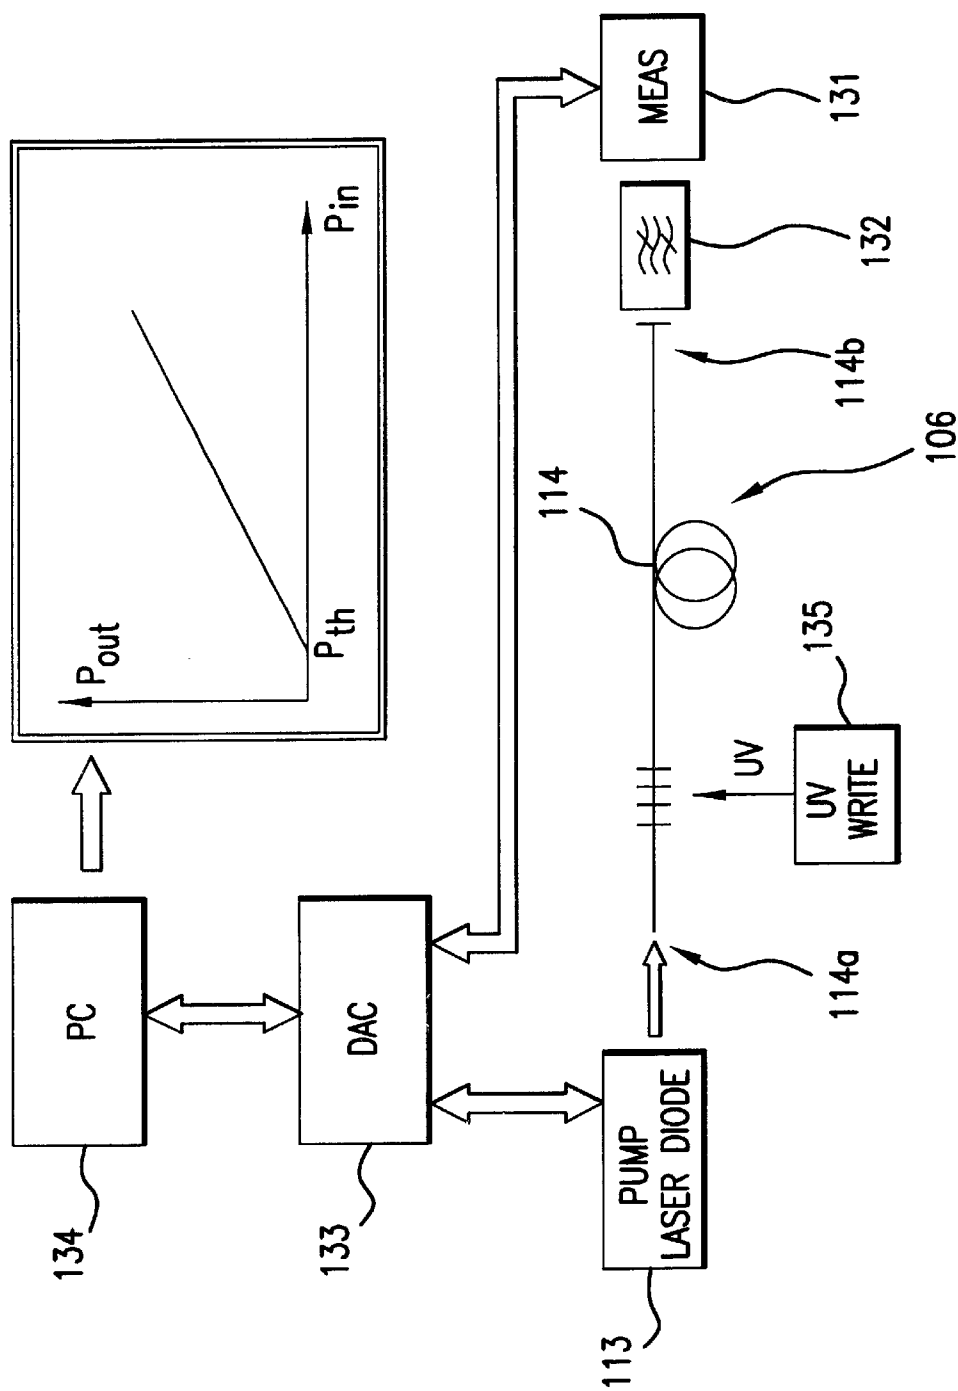 134
PC
P_out
P_th
P_in
133
DAC
113
PUMP
LASER DIODE
114a
UV
UV
WRITE
135
114
106
114b
132
MEAS
131